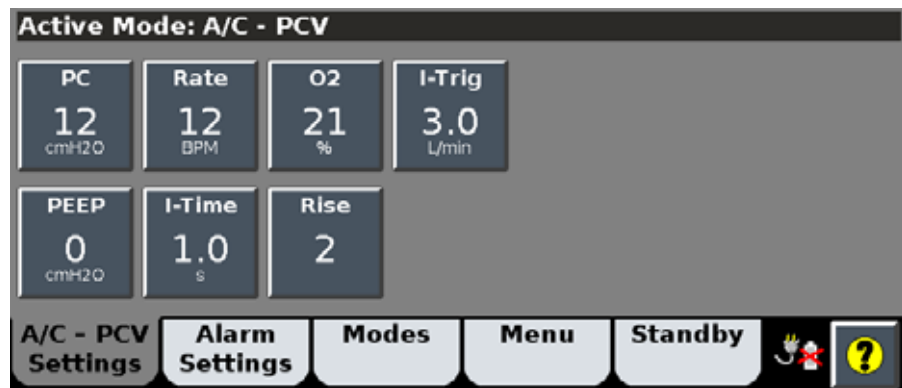 Active Mode: A/C - PCV
PC Rate O2 I-Trig
12 12 21 3.0
cmH2O BPM % L/min
PEEP I-Time Rise
0 1.0 2
cmH2O s
A/C - PCV Alarm Modes Menu Standby
Settings Settings
?